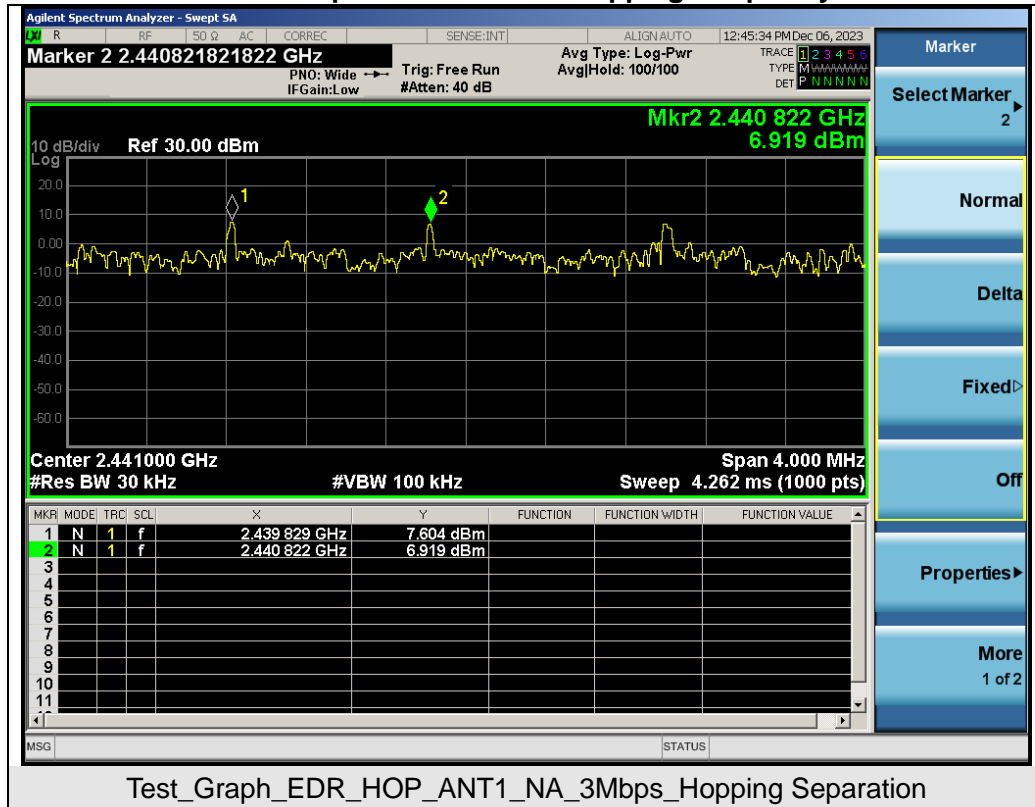 Agilent Spectrum Analyzer - Swept SA
LXI R RF 50 Ω AC CORREC SENSE:INT ALIGN AUTO 12:45:34 PM Dec 06, 2023
Marker 2 2.440821821822 GHz
PNO: Wide
IFGain:Low
Trig: Free Run
#Atten: 40 dB
Avg Type: Log-Pwr
Avg|Hold: 100/100
TRACE 1 2 3 4 5 6
TYPE M W W W W W
DET P N N N N N
Mkr2 2.440 822 GHz
6.919 dBm
10 dB/div Ref 30.00 dBm
Log
20.0
10.0
0.00
-10.0
-20.0
-30.0
-40.0
-50.0
-60.0
1
2
Center 2.441000 GHz Span 4.000 MHz
#Res BW 30 kHz #VBW 100 kHz Sweep 4.262 ms (1000 pts)
MKR MODE TRC SCL X Y FUNCTION FUNCTION WIDTH FUNCTION VALUE
1 N 1 f 2.439 829 GHz 7.604 dBm
2 N 1 f 2.440 822 GHz 6.919 dBm
3
4
5
6
7
8
9
10
11
MSG STATUS
Marker
Select Marker
2
Normal
Delta
Fixed
Off
Properties
More
1 of 2
Test_Graph_EDR_HOP_ANT1_NA_3Mbps_Hopping Separation